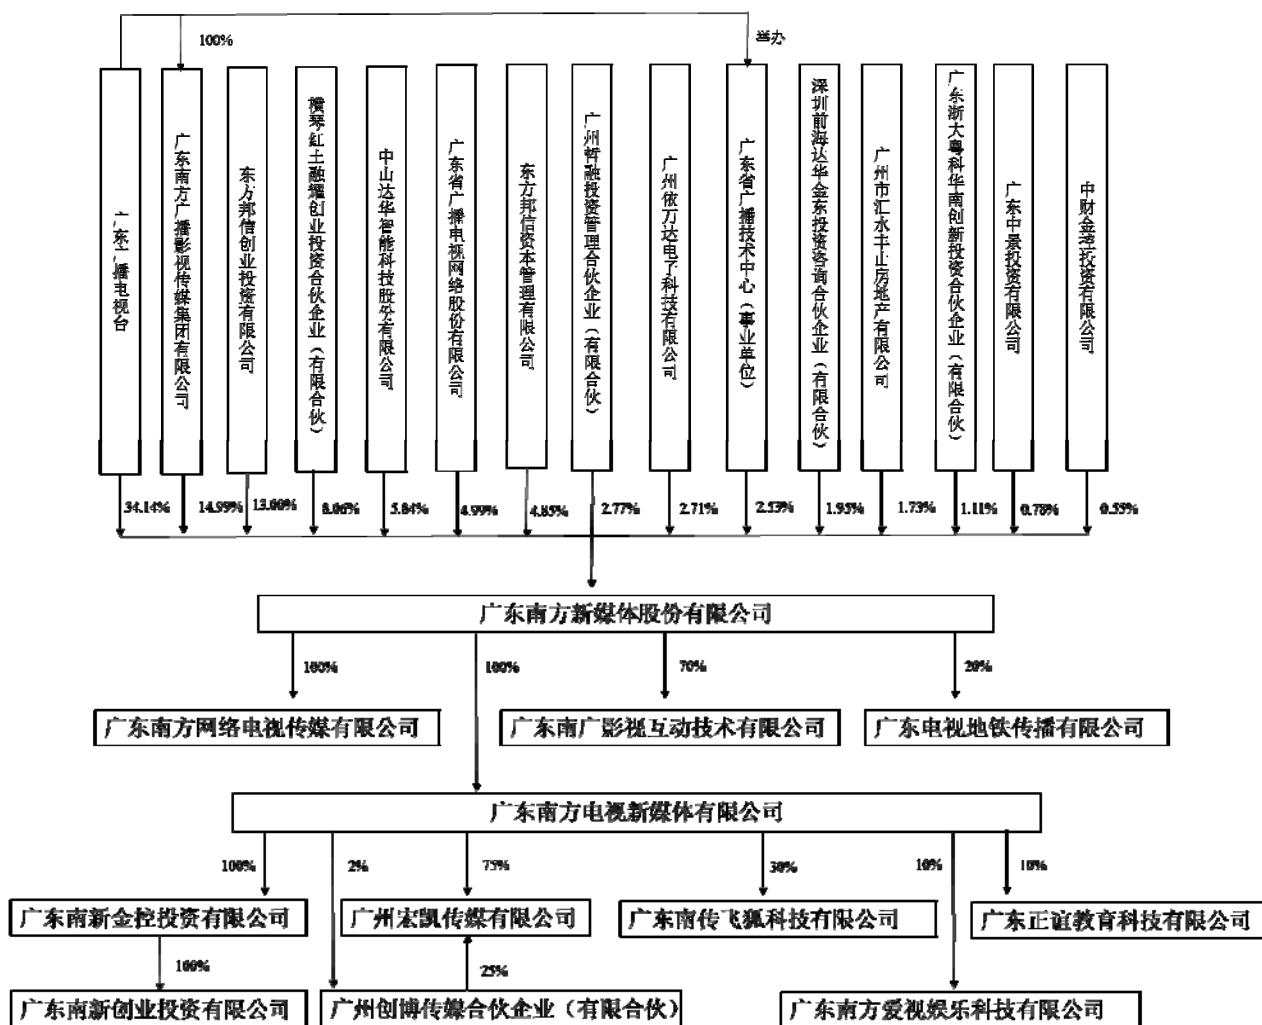 100%
举办
广东广播电视台
广东南方广播影视传媒集团有限公司
东方邦信创业投资有限公司
横琴红土融耀创业投资合伙企业（有限合伙）
中山达华智能科技股份有限公司
广东省广播电视网络股份有限公司
东方邦信资本管理有限公司
广州哲融投资管理合伙企业（有限合伙）
广州依万达电子科技有限公司
广东省广播技术中心（事业单位）
深圳前海达华金东投资咨询合伙企业（有限合伙）
广州市汇水丰山房地产有限公司
广东浙大粤科华南创新投资合伙企业（有限合伙）
广东中景投资有限公司
中财金控投资有限公司
34.14% 14.99% 13.00% 8.06% 5.84% 4.99% 4.85% 2.77% 2.71% 2.53% 1.95% 1.73% 1.11% 0.78% 0.55%
广东南方新媒体股份有限公司
100% 100% 70% 20%
广东南方网络电视传媒有限公司 广东南广影视互动技术有限公司 广东电视地铁传播有限公司
广东南方电视新媒体有限公司
100% 2% 75% 30% 10% 10%
广东南新金控投资有限公司 广州宏凯传媒有限公司 广东南传飞狐科技有限公司 广东正谊教育科技有限公司
100% 25%
广东南新创业投资有限公司 广州创博传媒合伙企业（有限合伙） 广东南方爱视娱乐科技有限公司